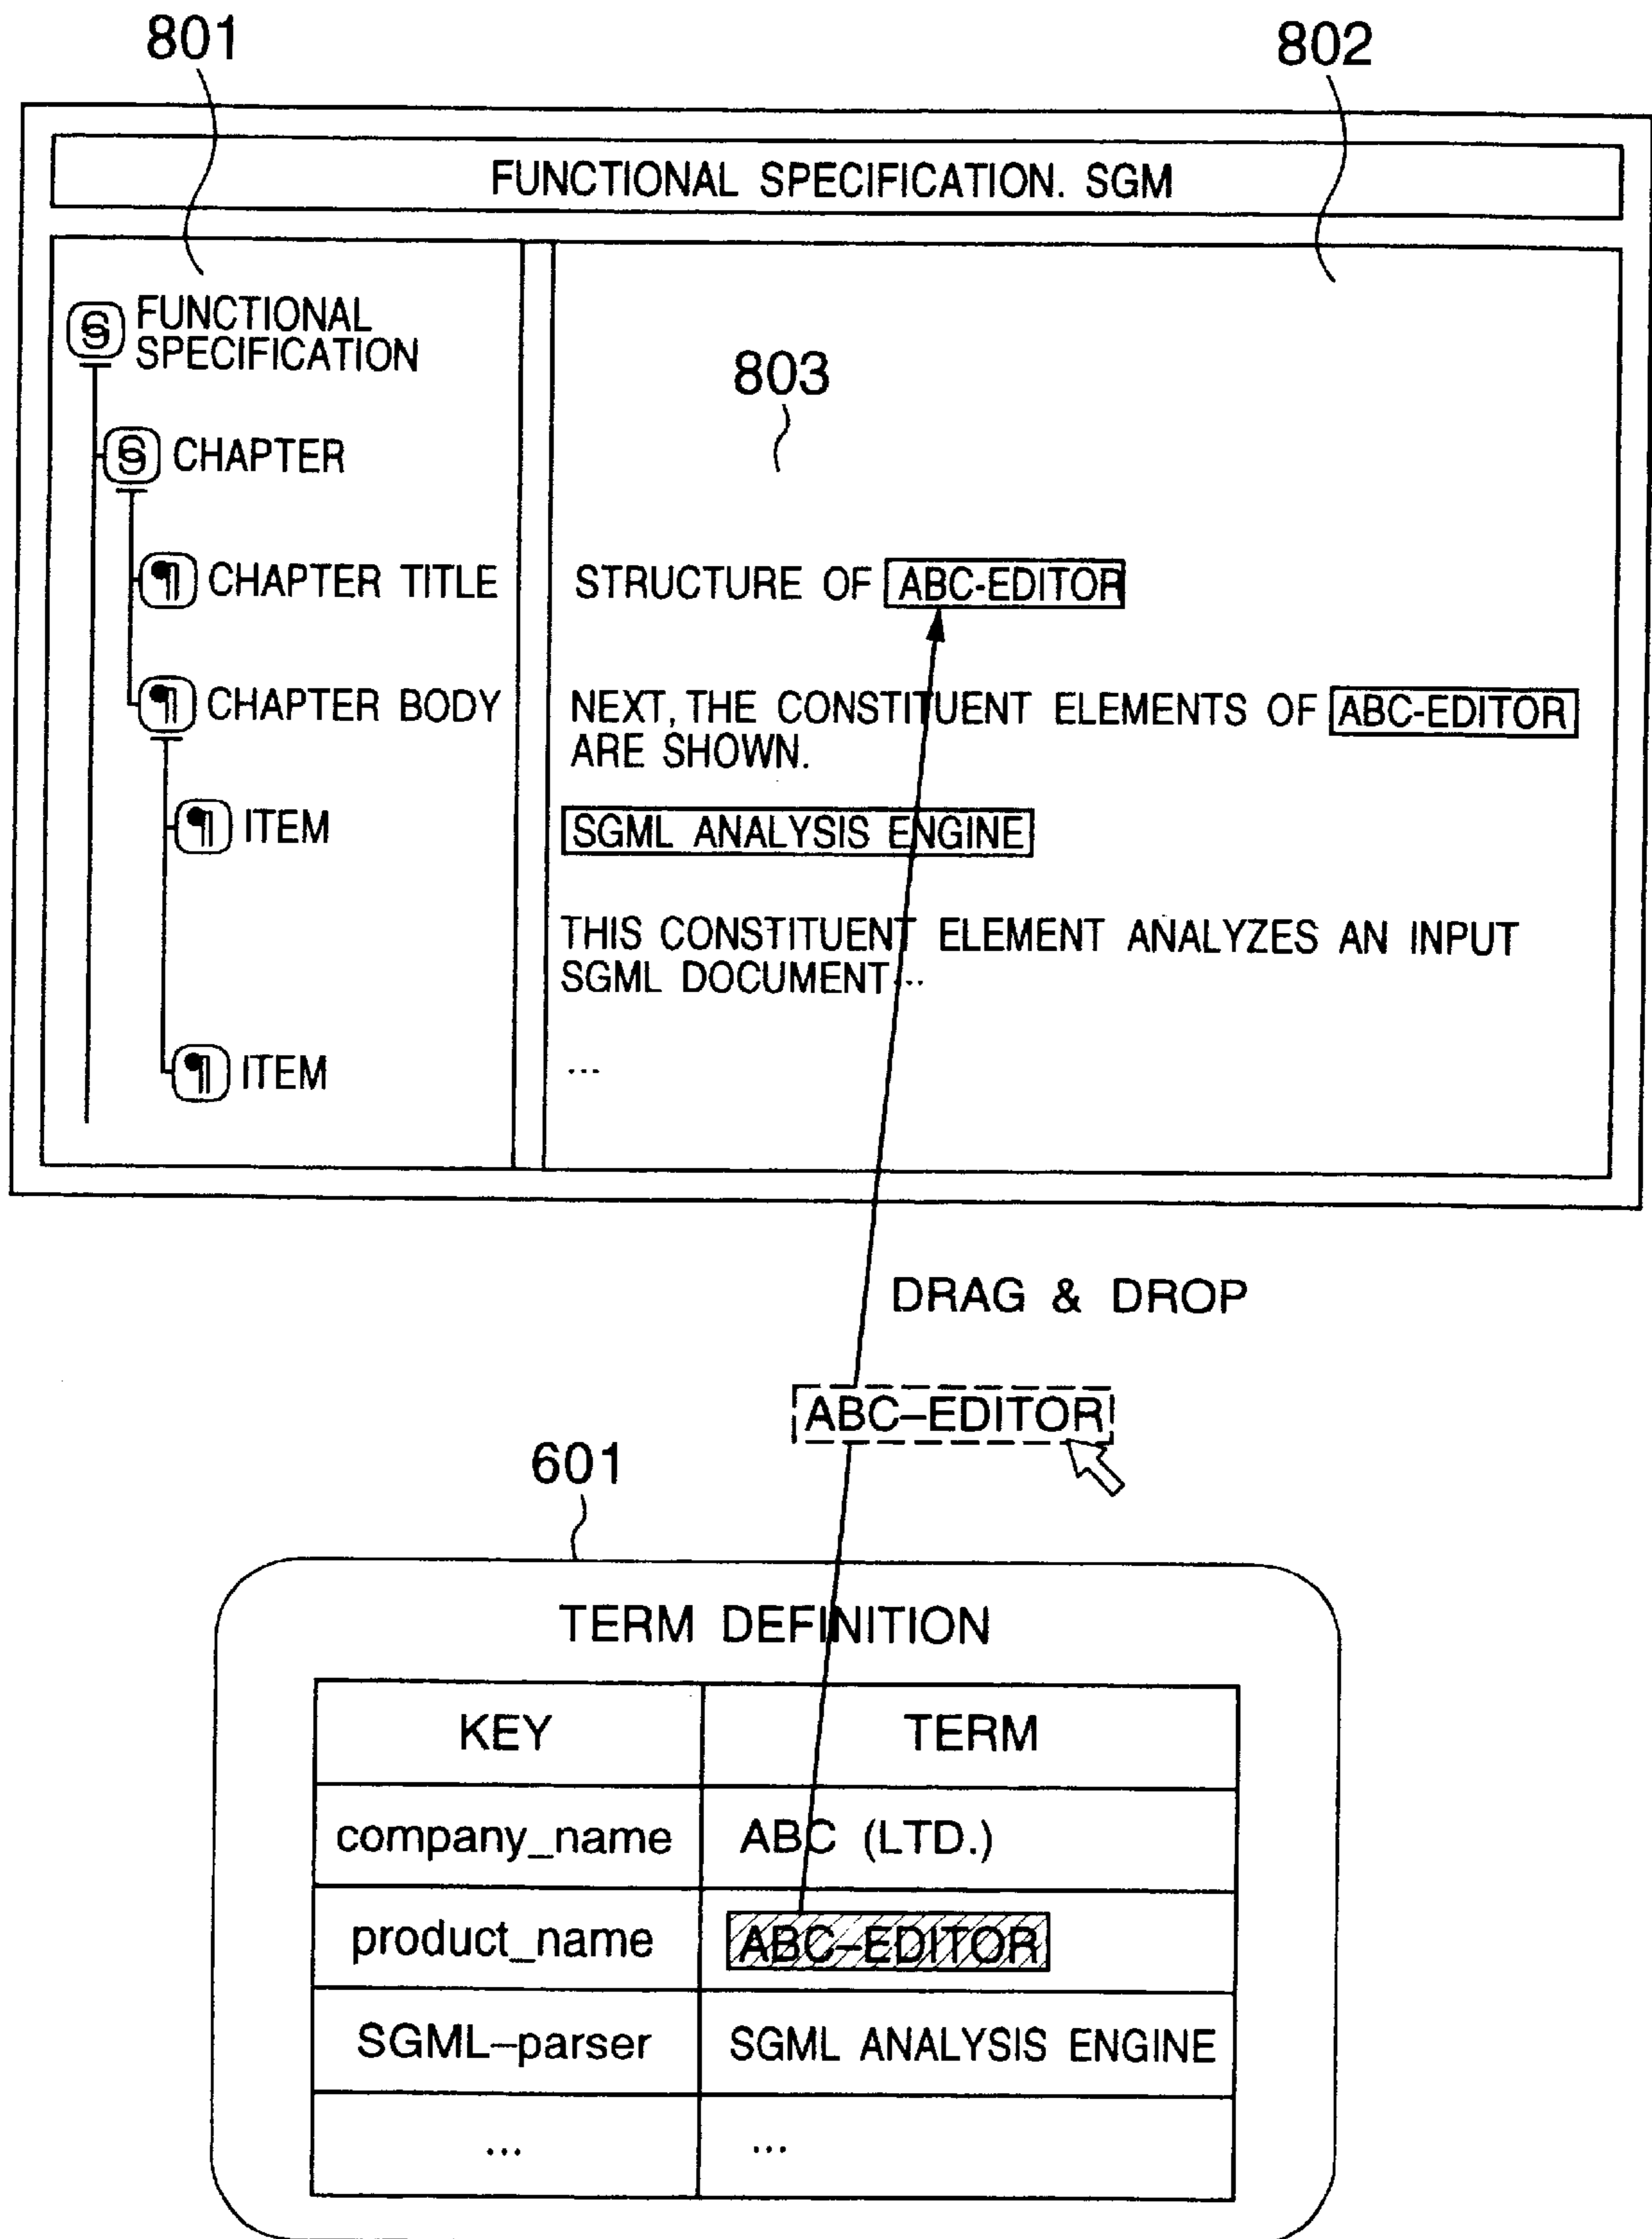 801
802
FUNCTIONAL SPECIFICATION. SGM
FUNCTIONAL
SPECIFICATION
803
CHAPTER
CHAPTER TITLE STRUCTURE OF ABC-EDITOR
CHAPTER BODY NEXT, THE CONSTITUENT ELEMENTS OF ABC-EDITOR
ARE SHOWN.
ITEM SGML ANALYSIS ENGINE
THIS CONSTITUENT ELEMENT ANALYZES AN INPUT
SGML DOCUMENT...
ITEM ...
DRAG & DROP
ABC–EDITOR
601
TERM DEFINITION
KEY TERM
company_name ABC (LTD.)
product_name ABC–EDITOR
SGML–parser SGML ANALYSIS ENGINE
... ...